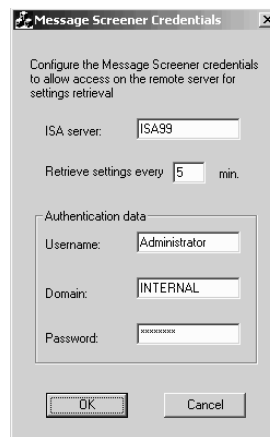 Message Screener Credentials
Configure the Message Screener credentials
to allow access on the remote server for
settings retrieval
ISA server: ISA99
Retrieve settings every 5 min.
Authentication data
Username: Administrator
Domain: INTERNAL
Password: ********
OK Cancel